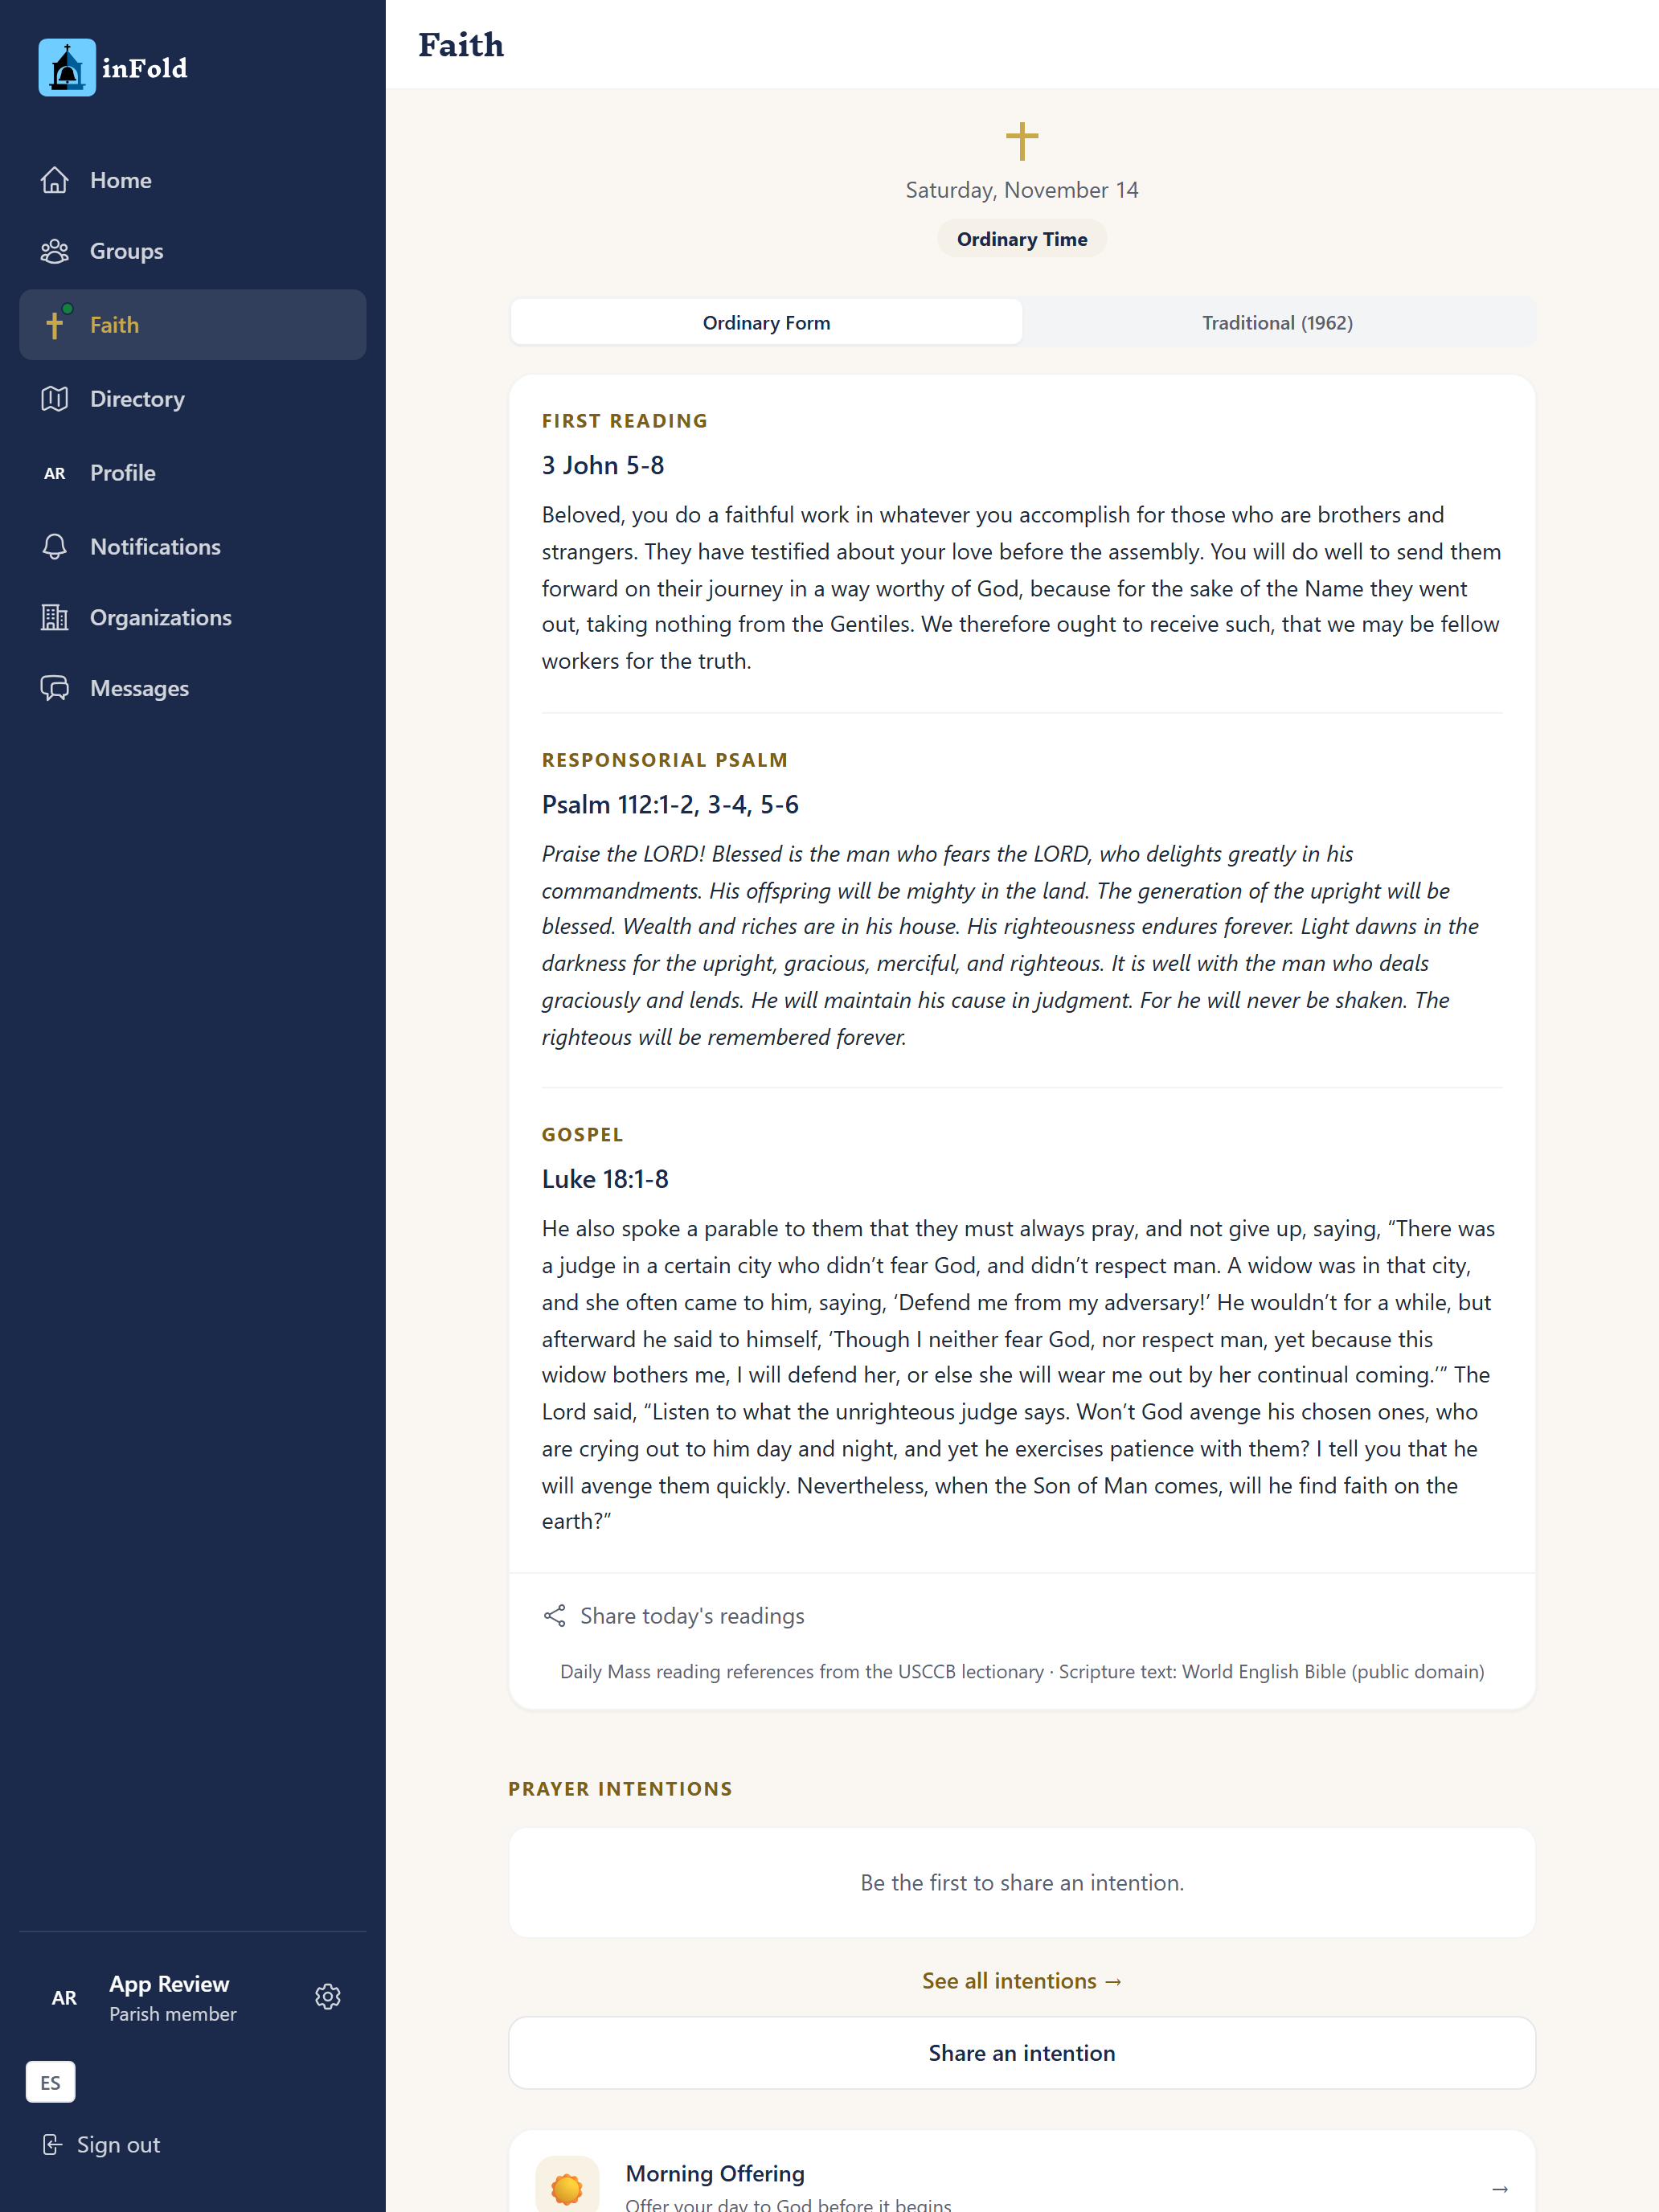 inFold
Home
Groups
Faith
Directory
AR Profile
Notifications
Organizations
Messages
AR App Review
Parish member
ES
Sign out
Faith
Saturday, November 14
Ordinary Time
Ordinary Form
Traditional (1962)
FIRST READING
3 John 5-8
Beloved, you do a faithful work in whatever you accomplish for those who are brothers and
strangers. They have testified about your love before the assembly. You will do well to send them
forward on their journey in a way worthy of God, because for the sake of the Name they went
out, taking nothing from the Gentiles. We therefore ought to receive such, that we may be fellow
workers for the truth.
RESPONSORIAL PSALM
Psalm 112:1-2, 3-4, 5-6
Praise the LORD! Blessed is the man who fears the LORD, who delights greatly in his
commandments. His offspring will be mighty in the land. The generation of the upright will be
blessed. Wealth and riches are in his house. His righteousness endures forever. Light dawns in the
darkness for the upright, gracious, merciful, and righteous. It is well with the man who deals
graciously and lends. He will maintain his cause in judgment. For he will never be shaken. The
righteous will be remembered forever.
GOSPEL
Luke 18:1-8
He also spoke a parable to them that they must always pray, and not give up, saying, “There was
a judge in a certain city who didn’t fear God, and didn’t respect man. A widow was in that city,
and she often came to him, saying, ‘Defend me from my adversary!’ He wouldn’t for a while, but
afterward he said to himself, ‘Though I neither fear God, nor respect man, yet because this
widow bothers me, I will defend her, or else she will wear me out by her continual coming.’” The
Lord said, “Listen to what the unrighteous judge says. Won’t God avenge his chosen ones, who
are crying out to him day and night, and yet he exercises patience with them? I tell you that he
will avenge them quickly. Nevertheless, when the Son of Man comes, will he find faith on the
earth?”
Share today's readings
Daily Mass reading references from the USCCB lectionary · Scripture text: World English Bible (public domain)
PRAYER INTENTIONS
Be the first to share an intention.
See all intentions →
Share an intention
Morning Offering →
Offer your day to God before it begins